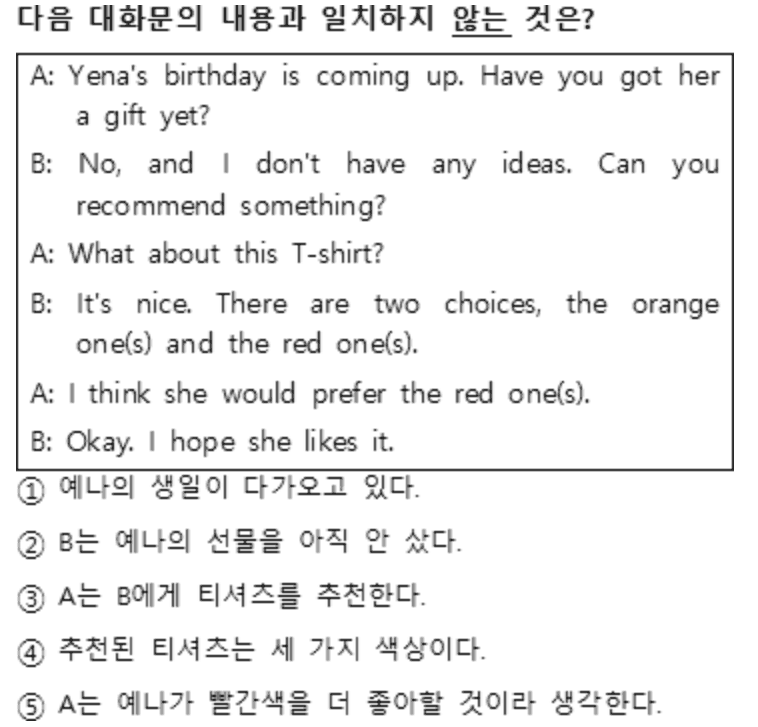 다음 대화문의 내용과 일치하지 않는 것은?
A: Yena's birthday is coming up. Have you got her
a gift yet?
B: No, and I don't have any ideas. Can you
recommend something?
A: What about this T-shirt?
B: It's nice. There are two choices, the orange
one(s) and the red one(s).
A: I think she would prefer the red one(s).
B: Okay. I hope she likes it.
① 예나의 생일이 다가오고 있다.
② B는 예나의 선물을 아직 안 샀다.
③ A는 B에게 티셔츠를 추천한다.
④ 추천된 티셔츠는 세 가지 색상이다.
⑤ A는 예나가 빨간색을 더 좋아할 것이라 생각한다.